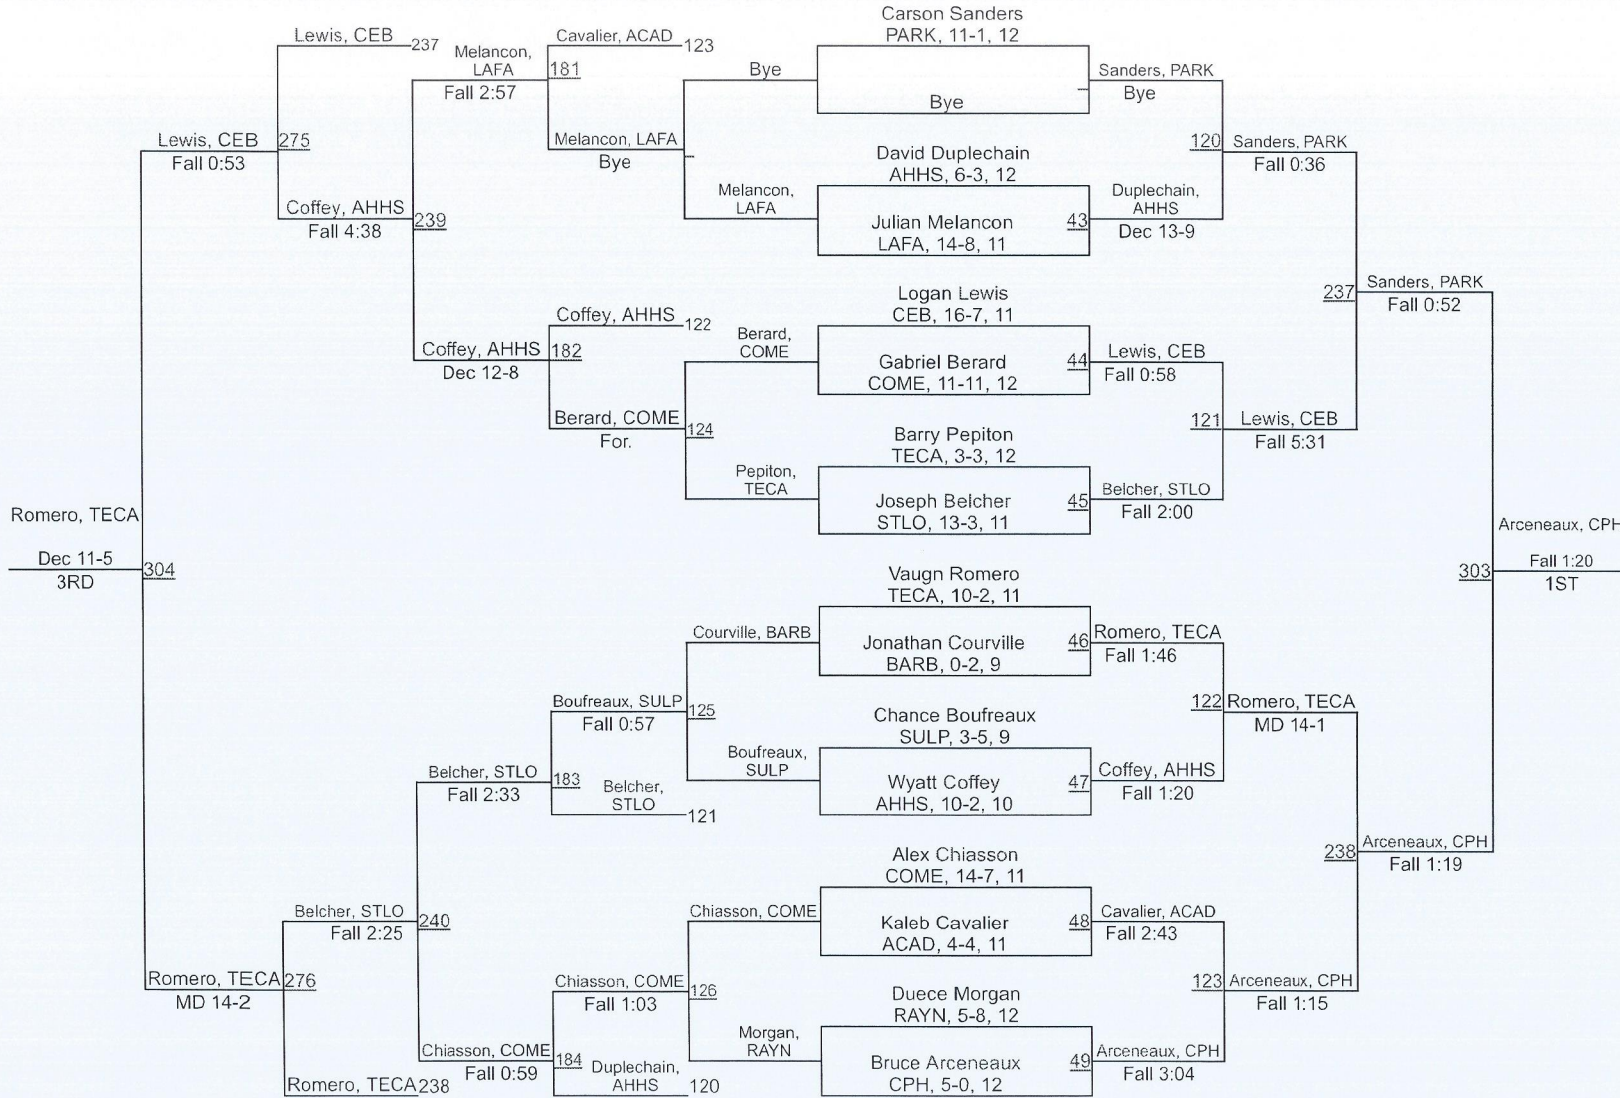 Carson Sanders
PARK, 11-1, 12
Bye
David Duplechain
AHHS, 6-3, 12
Julian Melancon
LAFA, 14-8, 11
43
Logan Lewis
CEB, 16-7, 11
Gabriel Berard
COME, 11-11, 12
44
Barry Pepiton
TECA, 3-3, 12
Joseph Belcher
STLO, 13-3, 11
45
Vaugn Romero
TECA, 10-2, 11
Jonathan Courville
BARB, 0-2, 9
46
Chance Boufreaux
SULP, 3-5, 9
Wyatt Coffey
AHHS, 10-2, 10
47
Alex Chiasson
COME, 14-7, 11
Kaleb Cavalier
ACAD, 4-4, 11
48
Duece Morgan
RAYN, 5-8, 12
Bruce Arceneaux
CPH, 5-0, 12
49
Sanders, PARK
Bye
Duplechain,
AHHS
Dec 13-9
Lewis, CEB
Fall 0:58
Belcher, STLO
Fall 2:00
Romero, TECA
Fall 1:46
Coffey, AHHS
Fall 1:20
Cavalier, ACAD
Fall 2:43
Arceneaux, CPH
Fall 3:04
120
Sanders, PARK
Fall 0:36
121
Lewis, CEB
Fall 5:31
122
Romero, TECA
MD 14-1
123
Arceneaux, CPH
Fall 1:15
237
Sanders, PARK
Fall 0:52
238
Arceneaux, CPH
Fall 1:19
303
Arceneaux, CPH
Fall 1:20
1ST
Bye
Melancon,
LAFA
Berard,
COME
Pepiton,
TECA
Courville, BARB
Boufreaux,
SULP
Chiasson, COME
Morgan,
RAYN
Cavalier, ACAD
123
Melancon, LAFA
Bye
Coffey, AHHS
122
Berard, COME
For.
124
Boufreaux, SULP
Fall 0:57
125
Belcher,
STLO
121
Chiasson, COME
Fall 1:03
126
Duplechain,
AHHS
120
Melancon,
LAFA
Fall 2:57
181
Coffey, AHHS
Dec 12-8
182
Belcher, STLO
Fall 2:33
183
Chiasson, COME
Fall 0:59
184
Lewis, CEB
237
Coffey, AHHS
Fall 4:38
239
Belcher, STLO
Fall 2:25
240
Romero, TECA
238
Lewis, CEB
Fall 0:53
275
Romero, TECA
MD 14-2
276
Romero, TECA
Dec 11-5
3RD
304